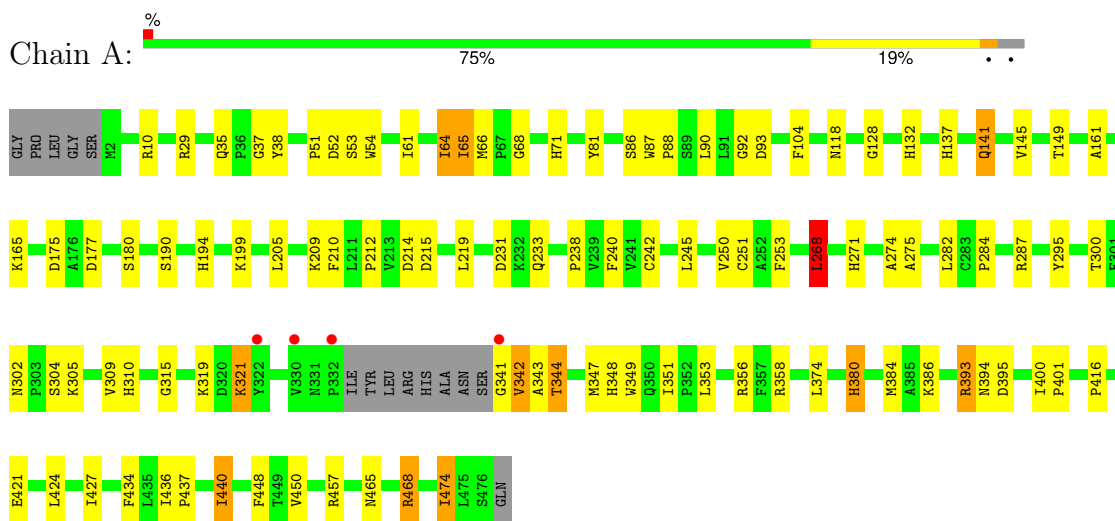 %
Chain A:
75% 19% • •
GLY PRO LEU GLY SER M2 R10 R29 Q35 P36 G37 Y38 P51 D52 S53 W54 I61 I64 I65 M66 P67 G68 H71 Y81 S86 W87 P88 S89 L90 L91 G92 D93 F104 N118 G128 H132 H137 Q141 V145 T149 A161
K165 D175 A176 D177 S180 S190 H194 K199 L205 K209 F210 L211 P212 V213 D214 D215 L219 D231 K232 Q233 P238 V239 F240 V241 C242 L245 V250 C251 A252 F253 L268 H271 A274 A275 L282 C283 P284 R287 Y295 T300 E301
N302 P303 S304 K305 V309 H310 G315 K319 D320 K321 Y322 V330 N331 P332 ILE TYR LEU ARG HIS ALA ASN SER G341 V342 A343 T344 M347 H348 W349 Q350 I351 P352 L353 R356 F357 R358 L374 H380 M384 A385 K386 R393 N394 D395 I400 P401 P416
E421 L424 I427 F434 L435 I436 P437 I440 F448 T449 V450 R457 N465 R468 I474 L475 S476 GLN